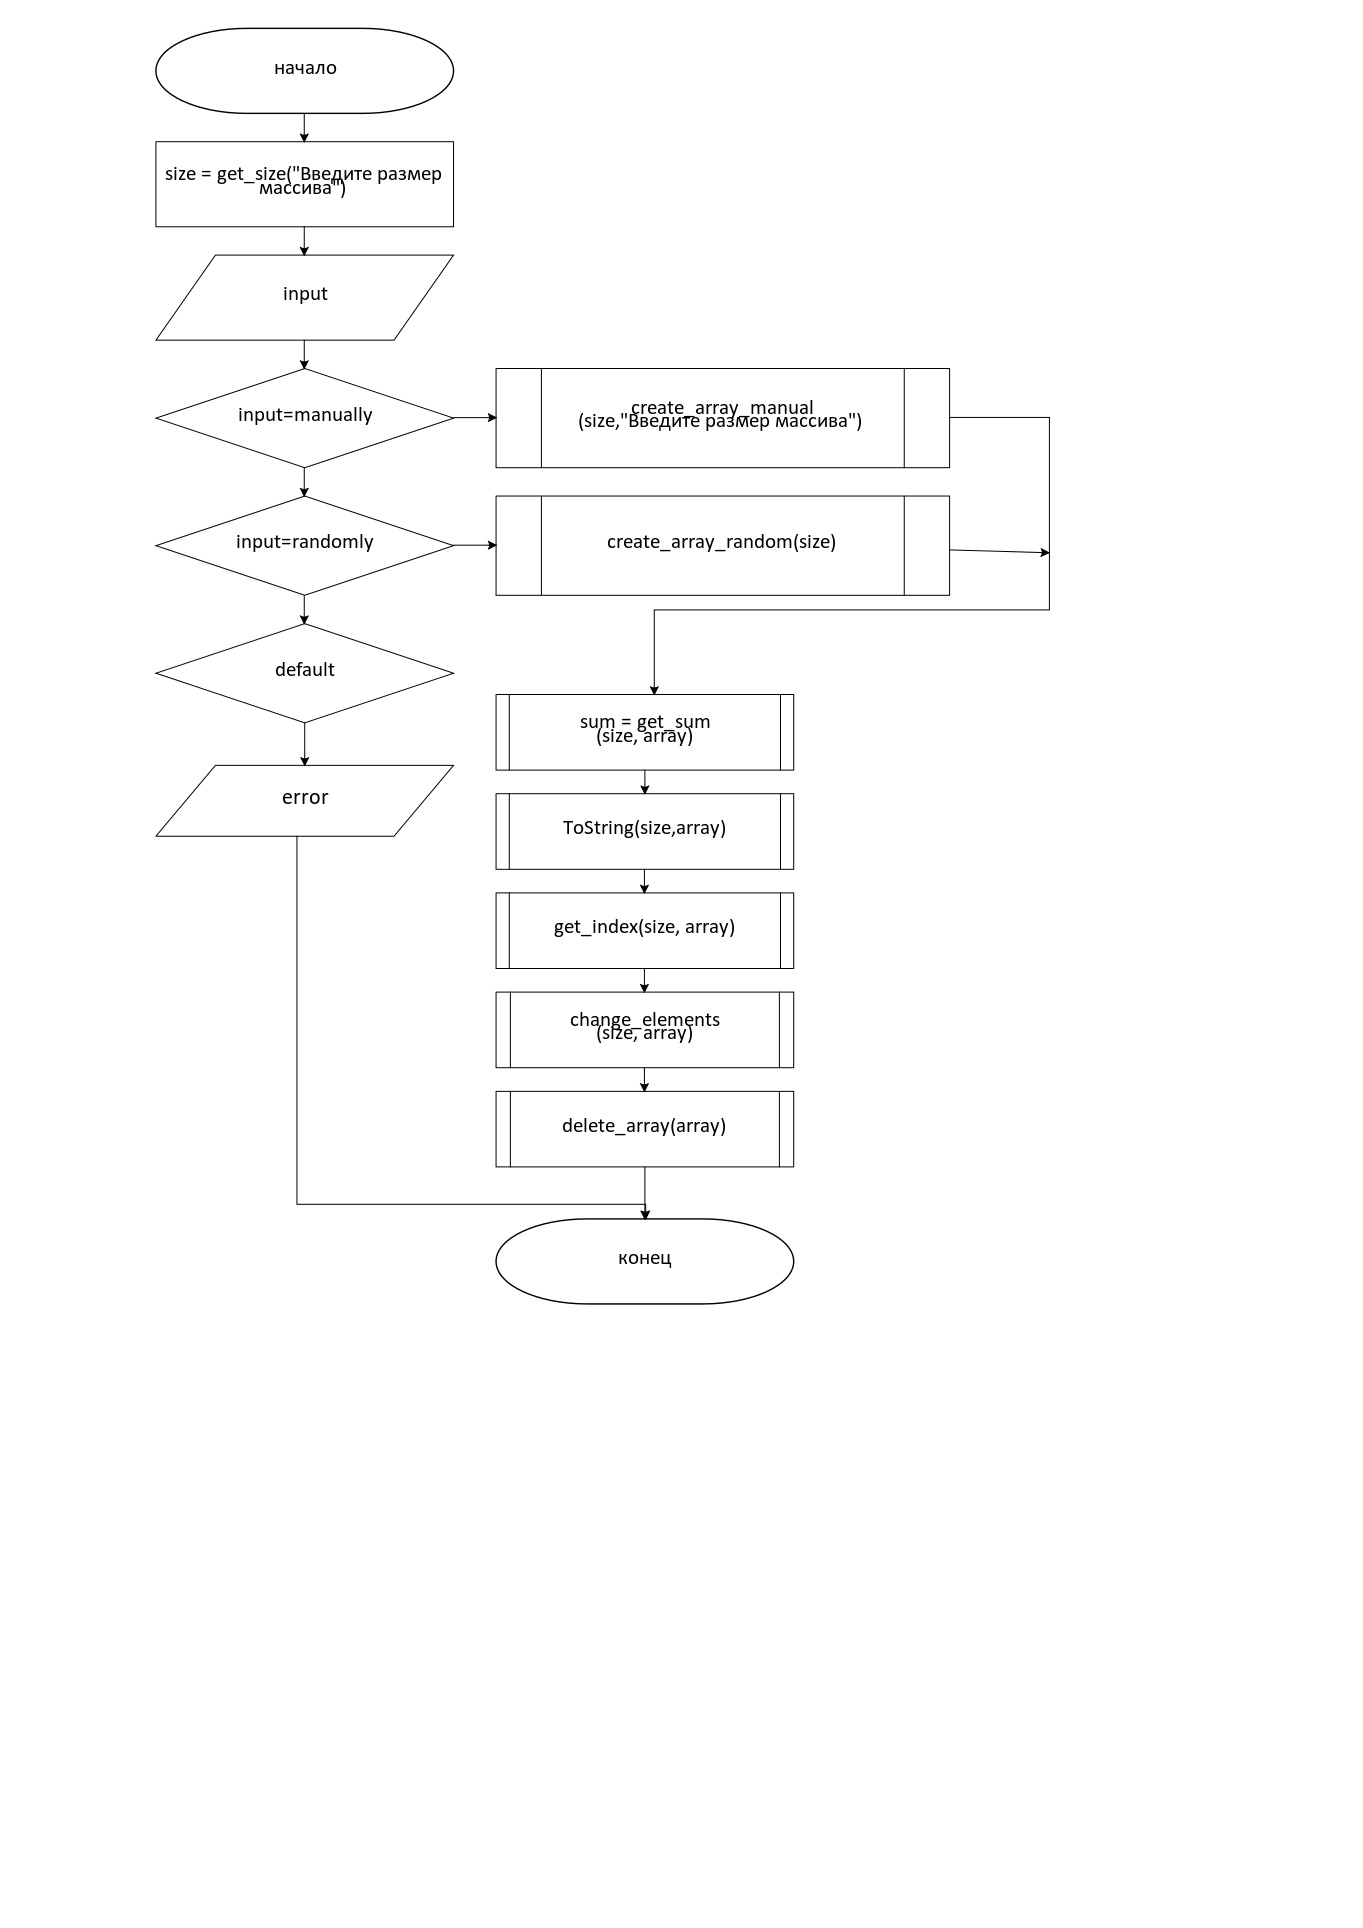 начало
size = get_size("Введите размер
массива")
input
input=manually
create_array_manual
(size,"Введите размер массива")
input=randomly
create_array_random(size)
default
sum = get_sum
(size, array)
error
ToString(size,array)
get_index(size, array)
change_elements
(size, array)
delete_array(array)
конец